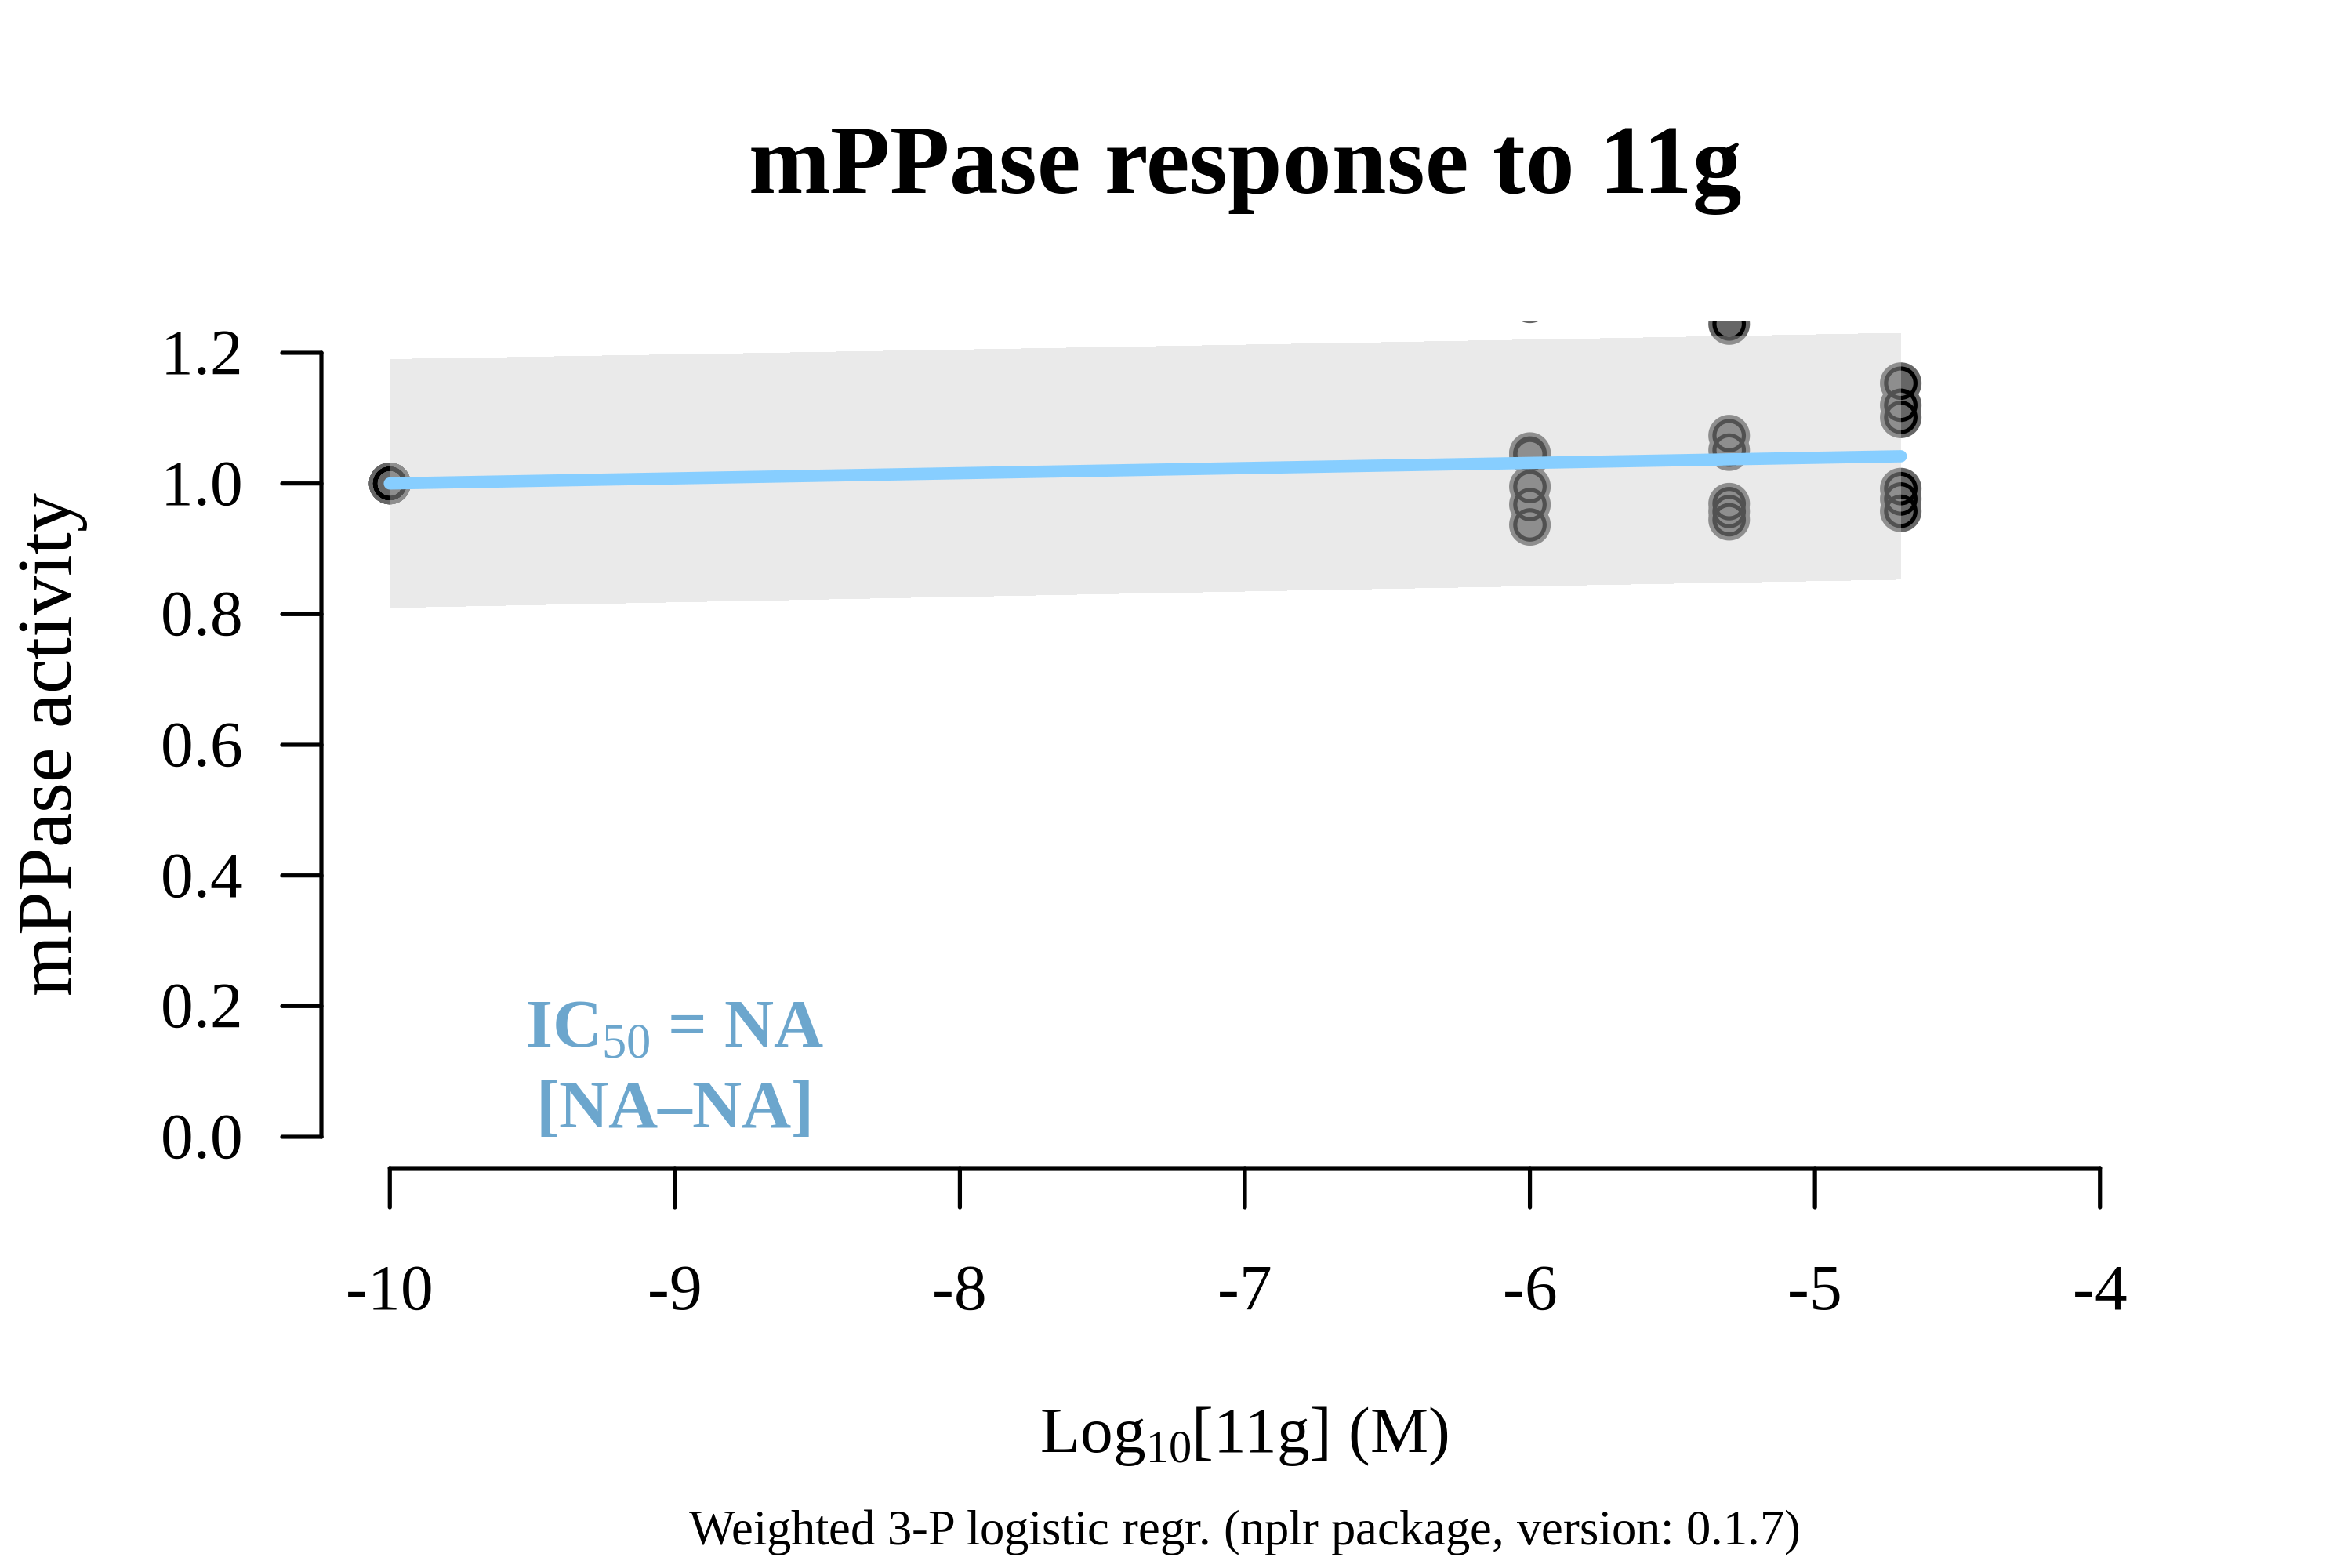 mPPase response to 11g
mPPase activity
1.2
1.0
0.8
0.6
0.4
0.2
0.0
IC50 = NA
[NA–NA]
-10 -9 -8 -7 -6 -5 -4
Log10[11g] (M)
Weighted 3-P logistic regr. (nplr package, version: 0.1.7)